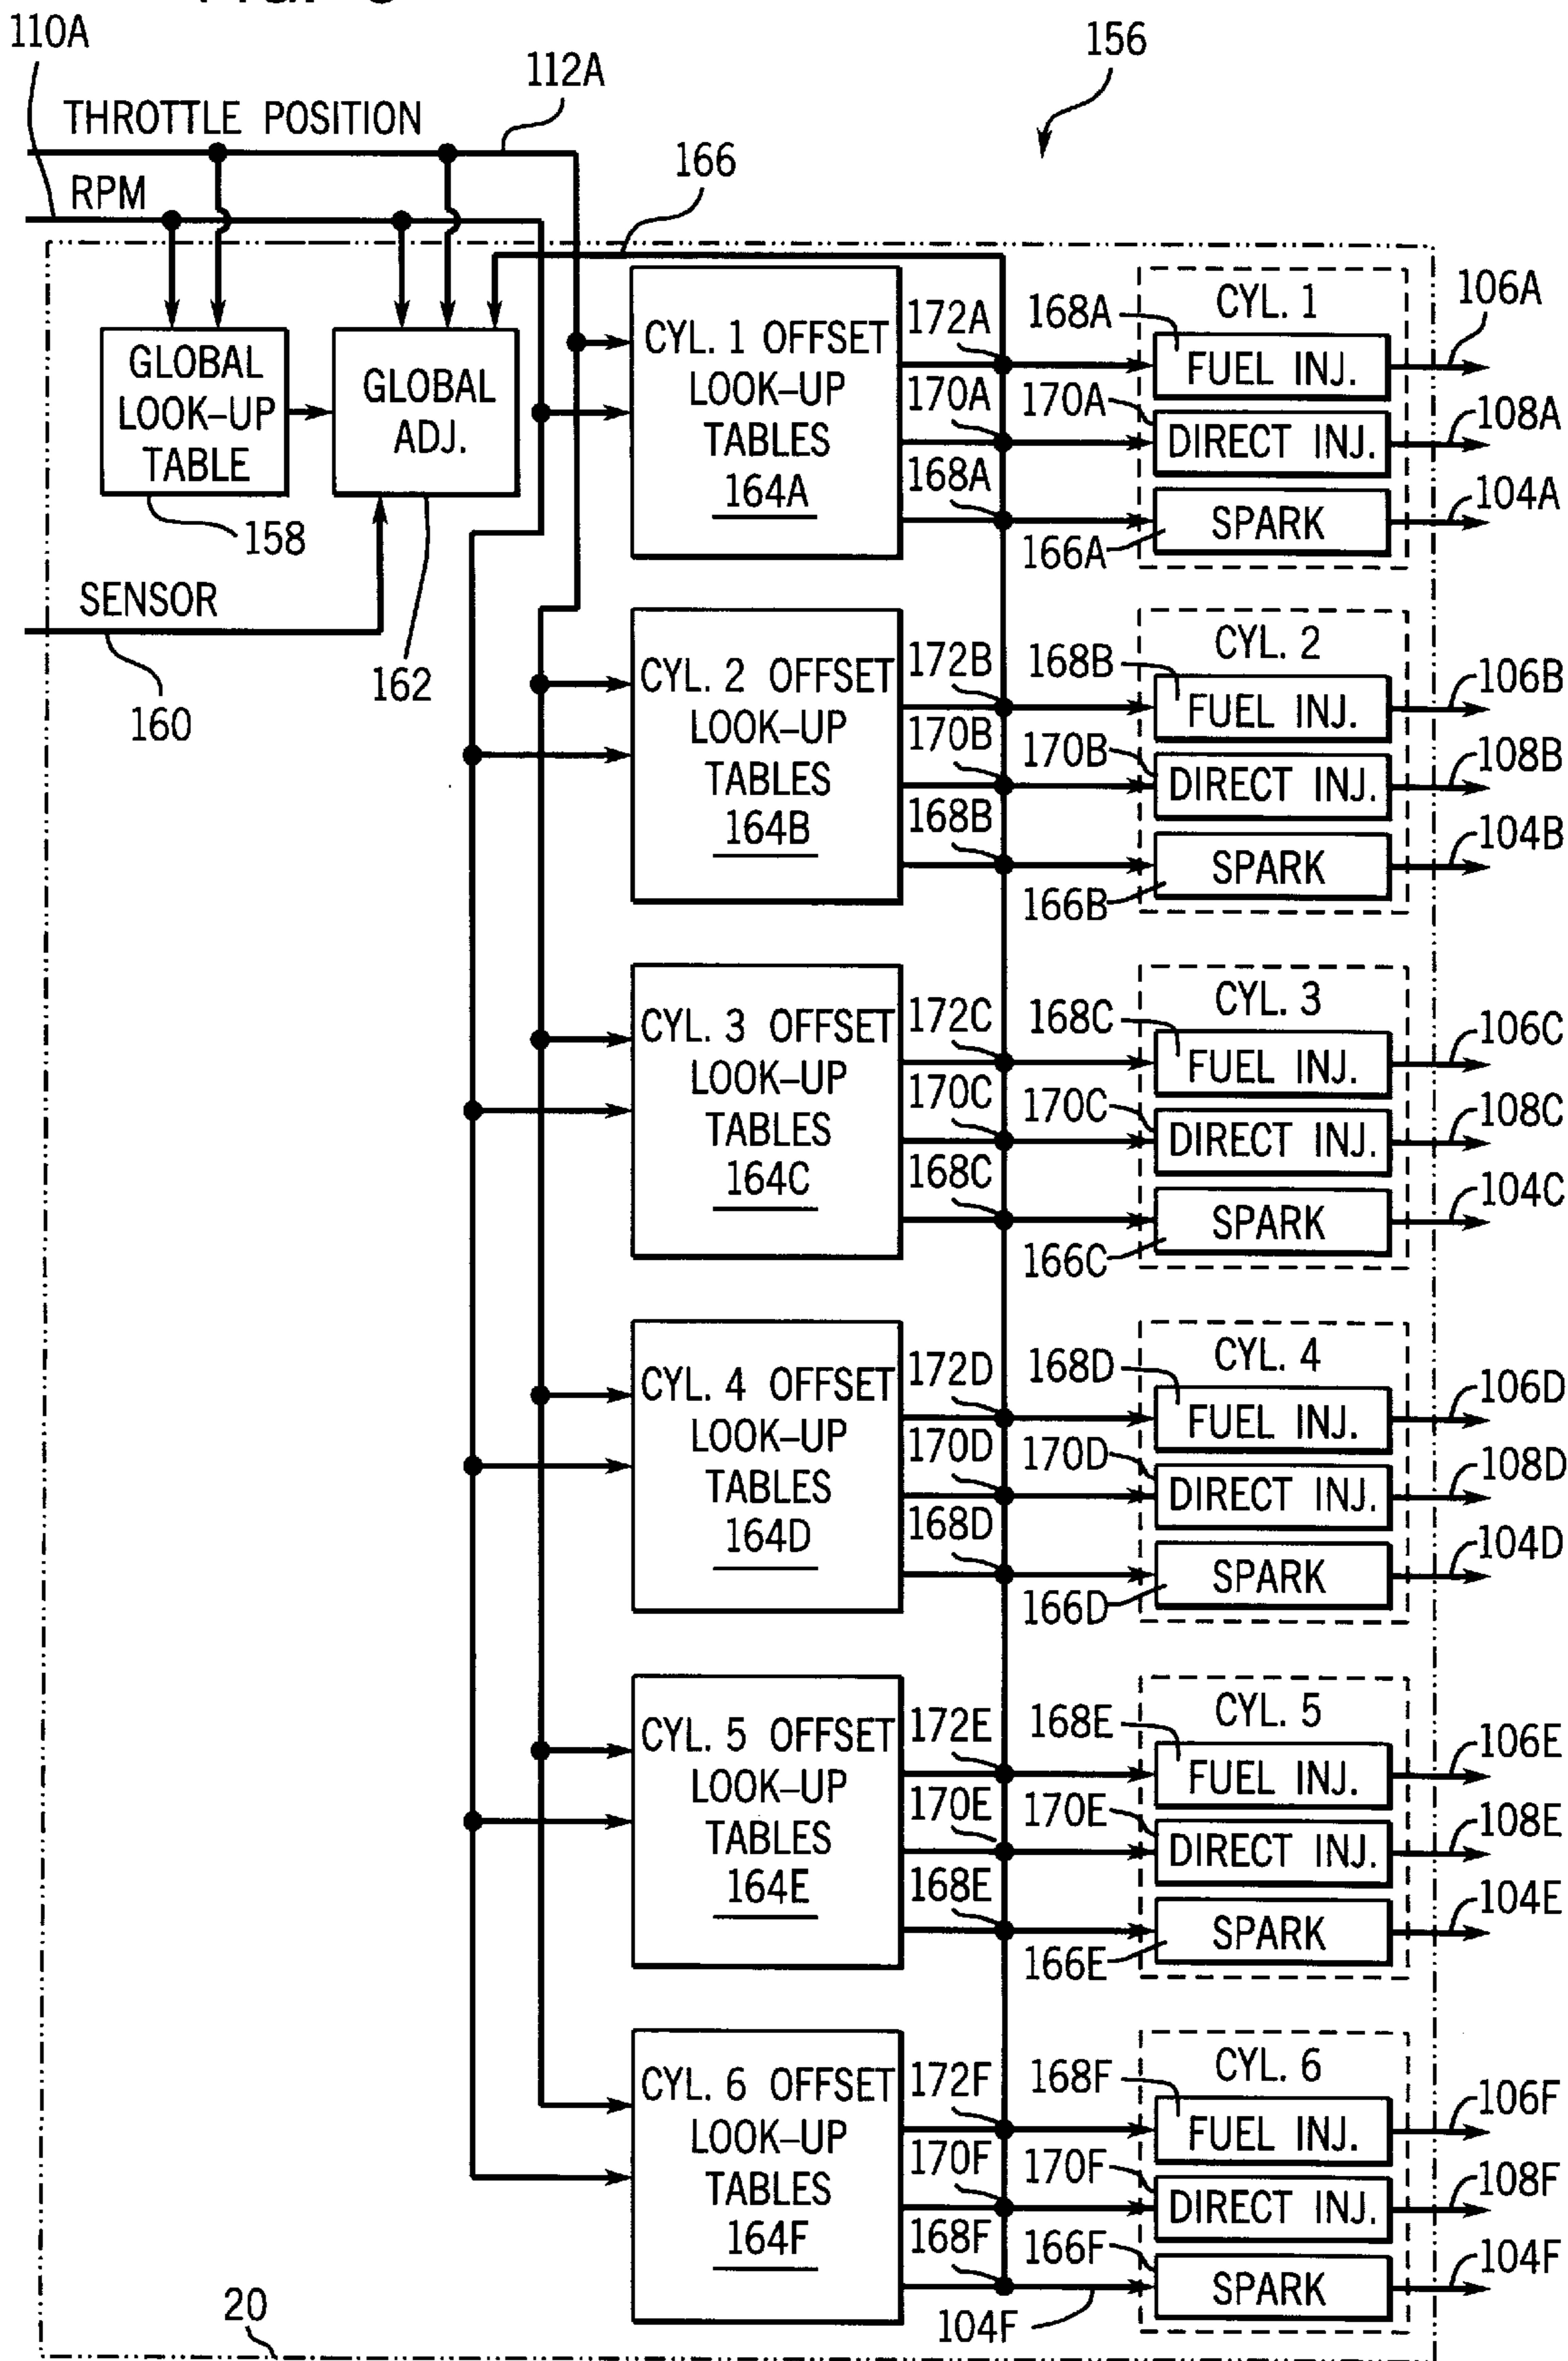 110A
156
112A
THROTTLE POSITION
166
RPM
CYL. 1 OFFSET
LOOK-UP
TABLES
164A
172A
170A
168A
168A
170A
166A
CYL. 1
FUEL INJ.
DIRECT INJ.
SPARK
106A
108A
104A
GLOBAL
LOOK-UP
TABLE
158
GLOBAL
ADJ.
162
SENSOR
160
CYL. 2 OFFSET
LOOK-UP
TABLES
164B
172B
170B
168B
168B
170B
166B
CYL. 2
FUEL INJ.
DIRECT INJ.
SPARK
106B
108B
104B
CYL. 3 OFFSET
LOOK-UP
TABLES
164C
172C
170C
168C
168C
170C
166C
CYL. 3
FUEL INJ.
DIRECT INJ.
SPARK
106C
108C
104C
CYL. 4 OFFSET
LOOK-UP
TABLES
164D
172D
170D
168D
168D
170D
166D
CYL. 4
FUEL INJ.
DIRECT INJ.
SPARK
106D
108D
104D
CYL. 5 OFFSET
LOOK-UP
TABLES
164E
172E
170E
168E
168E
170E
166E
CYL. 5
FUEL INJ.
DIRECT INJ.
SPARK
106E
108E
104E
CYL. 6 OFFSET
LOOK-UP
TABLES
164F
172F
170F
168F
104F
168F
170F
166F
CYL. 6
FUEL INJ.
DIRECT INJ.
SPARK
106F
108F
104F
20